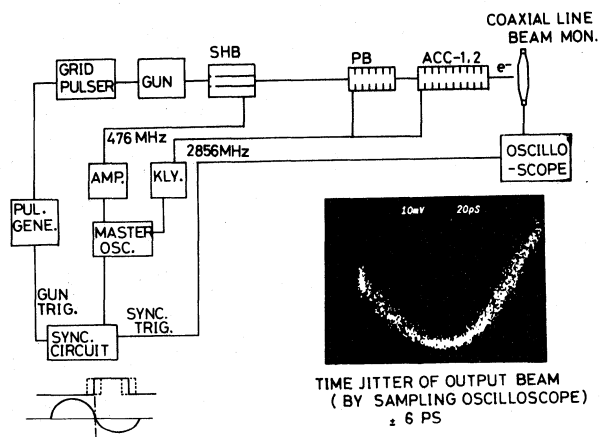 COAXIAL LINE
BEAM MON.
SHB
GRID
PULSER
GUN
PB
ACC-1,2
e⁻
476 MHz
2856MHz
OSCILLO
-SCOPE
AMP.
KLY.
PUL.
GENE.
MASTER
OSC.
10mV 20pS
GUN
TRIG.
SYNC.
TRIG.
SYNC.
CIRCUIT
TIME JITTER OF OUTPUT BEAM
( BY SAMPLING OSCILLOSCOPE)
± 6 PS